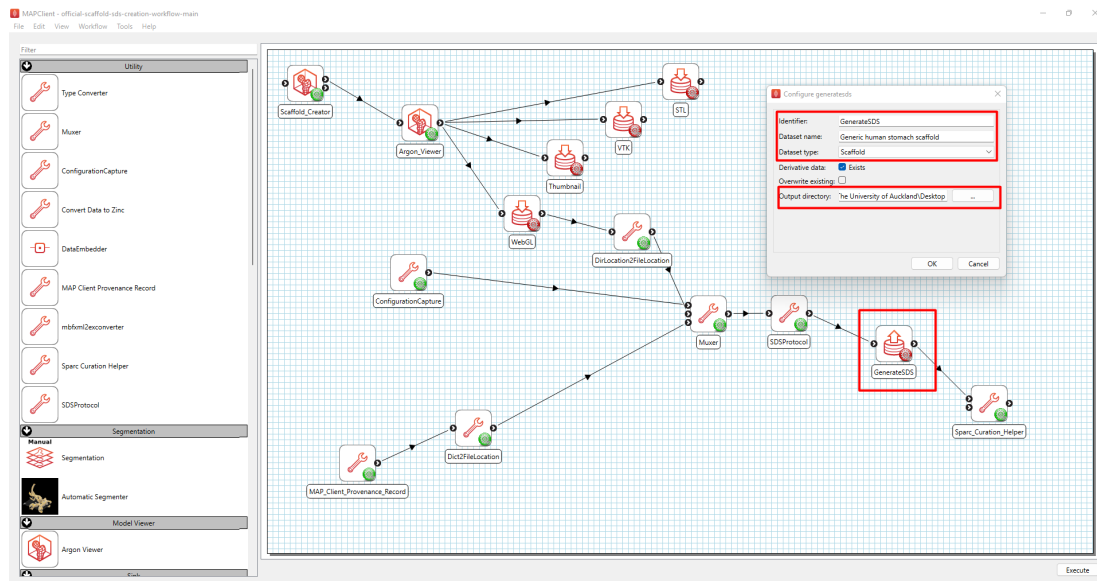 MAPClient - official-scaffold-sds-creation-workflow-main
File Edit View Workflow Tools Help
Filter
Utility
Type Converter
Muxer
ConfigurationCapture
Convert Data to Zinc
DataEmbedder
MAP Client Provenance Record
mbfxml2exconverter
Sparc Curation Helper
SDSProtocol
Segmentation
Manual
Segmentation
Automatic Segmenter
Model Viewer
Argon Viewer
Sink
Scaffold_Creator
Argon_Viewer
STL
VTK
Thumbnail
WebGL
DirLocation2FileLocation
ConfigurationCapture
Muxer
SDSProtocol
GenerateSDS
Sparc_Curation_Helper
Dict2FileLocation
MAP_Client_Provenance_Record
Configure generatesds
Identifier: GenerateSDS
Dataset name: Generic human stomach scaffold
Dataset type: Scaffold
Derivative data: Exists
Overwrite existing:
Output directory: he University of Auckland\Desktop ...
OK Cancel
Execute